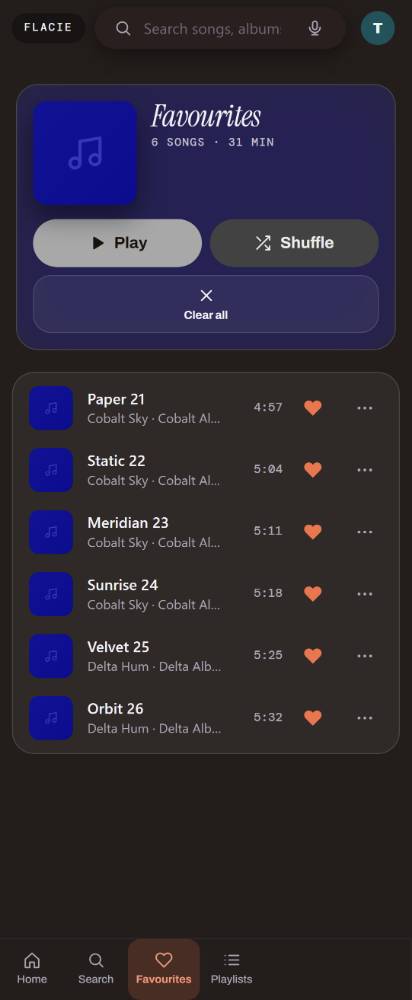 FLACIE
Search songs, album
T
Favourites
6 SONGS · 31 MIN
Play
Shuffle
Clear all
Paper 21
Cobalt Sky · Cobalt Al...
4:57
Static 22
Cobalt Sky · Cobalt Al...
5:04
Meridian 23
Cobalt Sky · Cobalt Al...
5:11
Sunrise 24
Cobalt Sky · Cobalt Al...
5:18
Velvet 25
Delta Hum · Delta Alb...
5:25
Orbit 26
Delta Hum · Delta Alb...
5:32
Home
Search
Favourites
Playlists